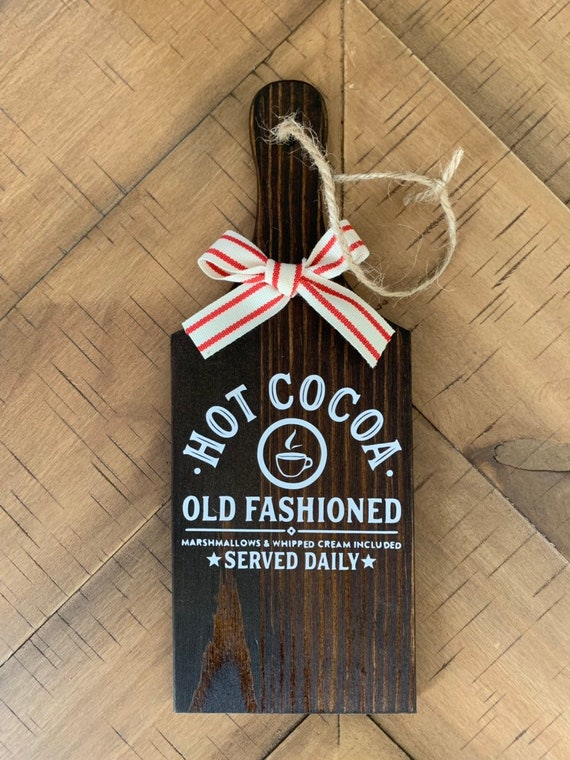 ·HOT COCOA·
OLD FASHIONED
MARSHMALLOWS & WHIPPED CREAM INCLUDED
★SERVED DAILY★